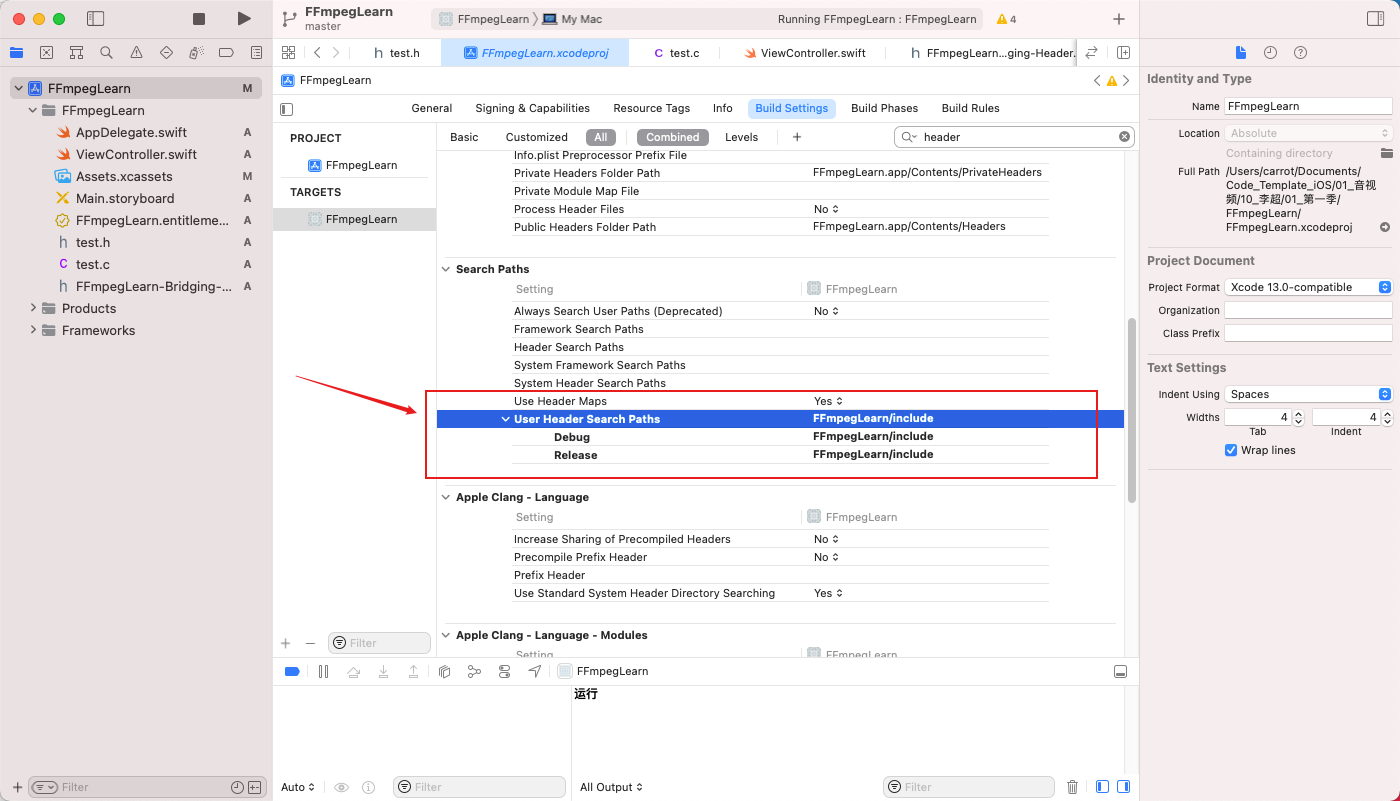 FFmpegLearn
master
FFmpegLearn
My Mac
Running FFmpegLearn : FFmpegLearn
4
test.h
FFmpegLearn.xcodeproj
test.c
ViewController.swift
FFmpegLearn...ging-Header.
FFmpegLearn M
FFmpegLearn
AppDelegate.swift A
ViewController.swift A
Assets.xcassets M
Main.storyboard A
FFmpegLearn.entitleme... A
test.h A
test.c A
FFmpegLearn-Bridging-... A
Products
Frameworks
Filter
FFmpegLearn
General
Signing & Capabilities
Resource Tags
Info
Build Settings
Build Phases
Build Rules
PROJECT
FFmpegLearn
TARGETS
FFmpegLearn
Filter
Basic
Customized
All
Combined
Levels
header
Info.plist Preprocessor Prefix File
Private Headers Folder Path FFmpegLearn.app/Contents/PrivateHeaders
Private Module Map File
Process Header Files No
Public Headers Folder Path FFmpegLearn.app/Contents/Headers
Search Paths
Setting FFmpegLearn
Always Search User Paths (Deprecated) No
Framework Search Paths
Header Search Paths
System Framework Search Paths
System Header Search Paths
Use Header Maps Yes
User Header Search Paths FFmpegLearn/include
Debug FFmpegLearn/include
Release FFmpegLearn/include
Apple Clang - Language
Setting FFmpegLearn
Increase Sharing of Precompiled Headers No
Precompile Prefix Header No
Prefix Header
Use Standard System Header Directory Searching Yes
Apple Clang - Language - Modules
Setting FFmpegLearn
FFmpegLearn
运行
Auto
Filter
All Output
Filter
Identity and Type
Name FFmpegLearn
Location Absolute
Containing directory
Full Path /Users/carrot/Documents/
Code_Template_iOS/01_音视
频/10_李超/01_第一季/
FFmpegLearn/
FFmpegLearn.xcodeproj
Project Document
Project Format Xcode 13.0-compatible
Organization
Class Prefix
Text Settings
Indent Using Spaces
Widths 4 4
Tab Indent
Wrap lines